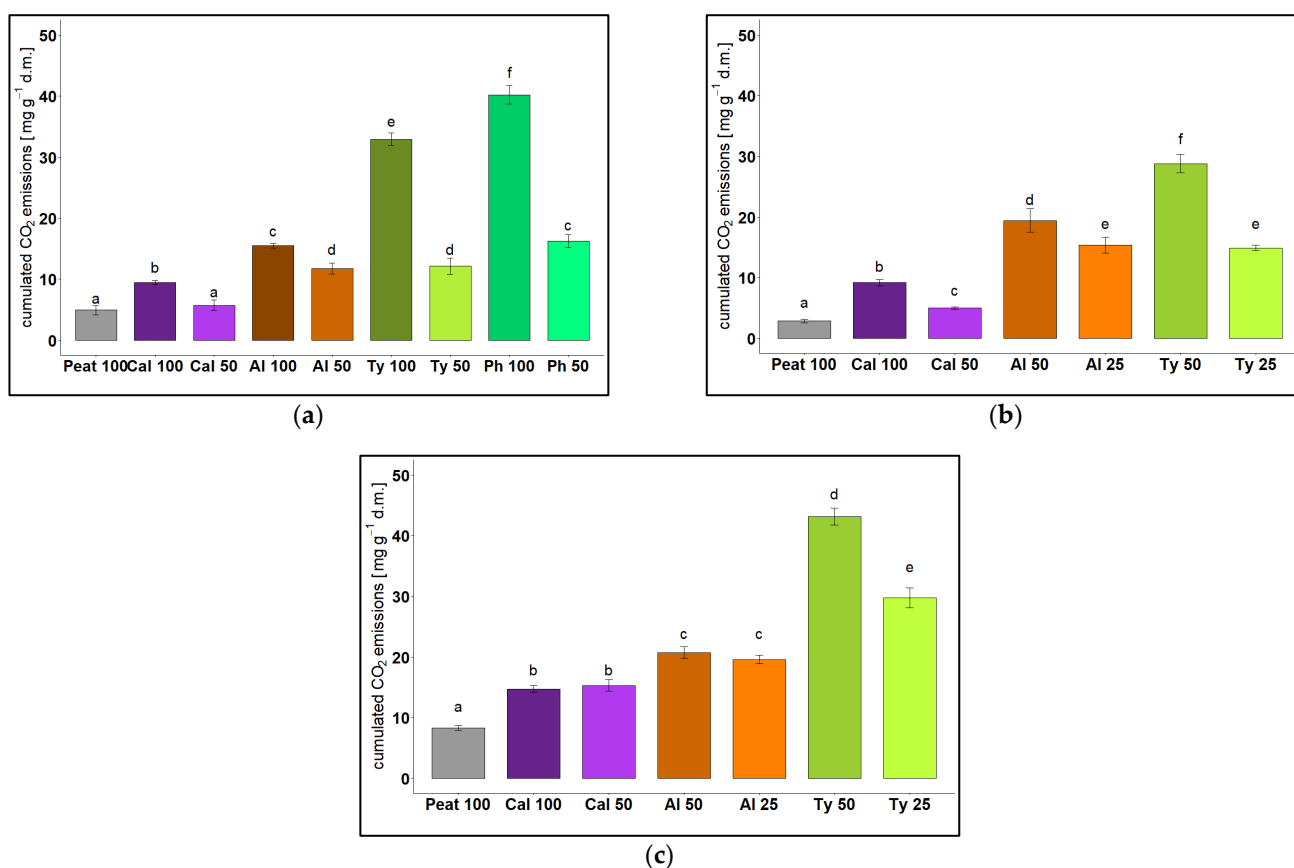 cumulated CO₂ emissions [ mg g⁻¹ d.m.]
50
40
30
20
10
0
a
b
a
c
d
e
d
f
c
Peat 100 Cal 100 Cal 50 Al 100 Al 50 Ty 100 Ty 50 Ph 100 Ph 50
(a)
cumulated CO₂ emissions [ mg g⁻¹ d.m.]
50
40
30
20
10
0
a
b
c
d
e
f
e
Peat 100 Cal 100 Cal 50 Al 50 Al 25 Ty 50 Ty 25
(b)
cumulated CO₂ emissions [ mg g⁻¹ d.m.]
50
40
30
20
10
0
a
b
b
c
c
d
e
Peat 100 Cal 100 Cal 50 Al 50 Al 25 Ty 50 Ty 25
(c)